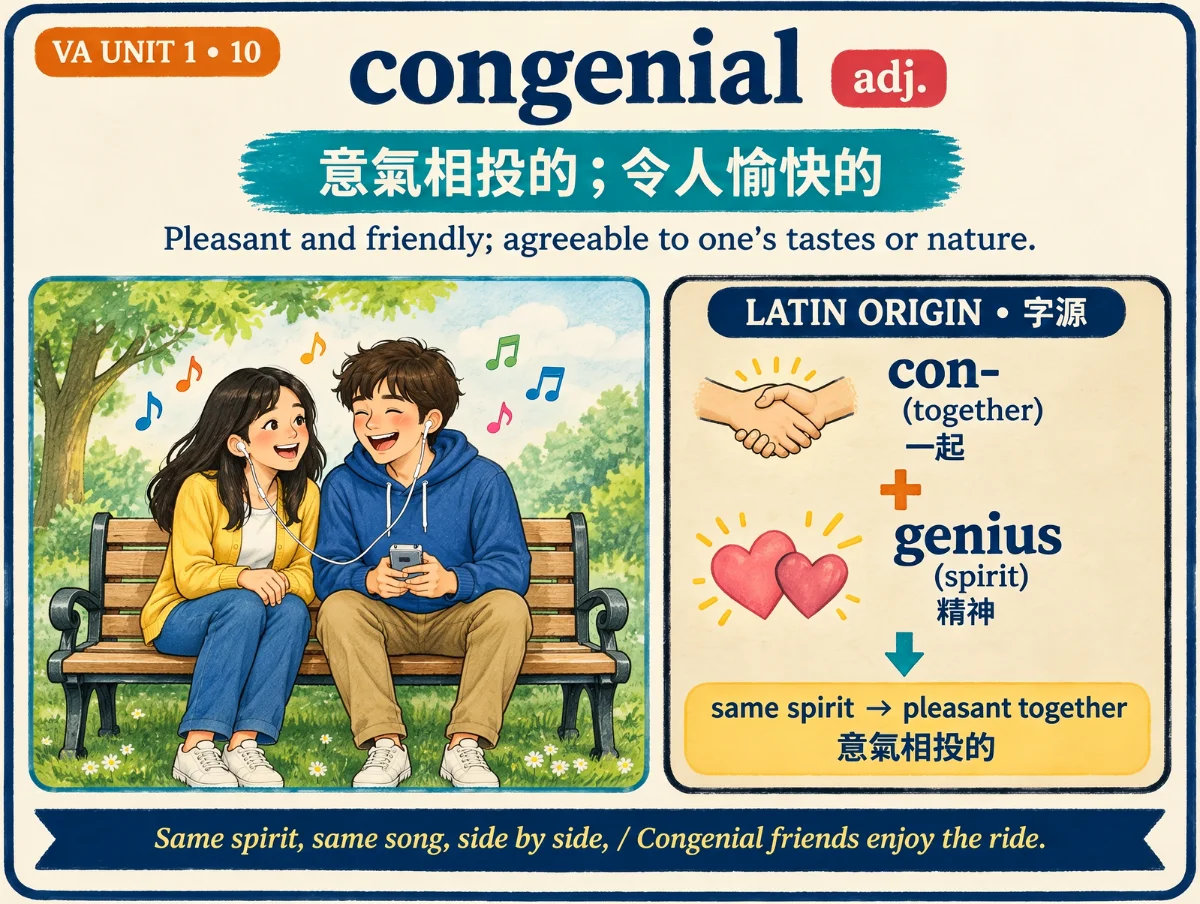 VA UNIT 1 • 10
congenial adj.
意氣相投的；令人愉快的
Pleasant and friendly; agreeable to one's tastes or nature.
LATIN ORIGIN • 字源
con-
(together)
一起
+
genius
(spirit)
精神
same spirit → pleasant together
意氣相投的
Same spirit, same song, side by side, / Congenial friends enjoy the ride.